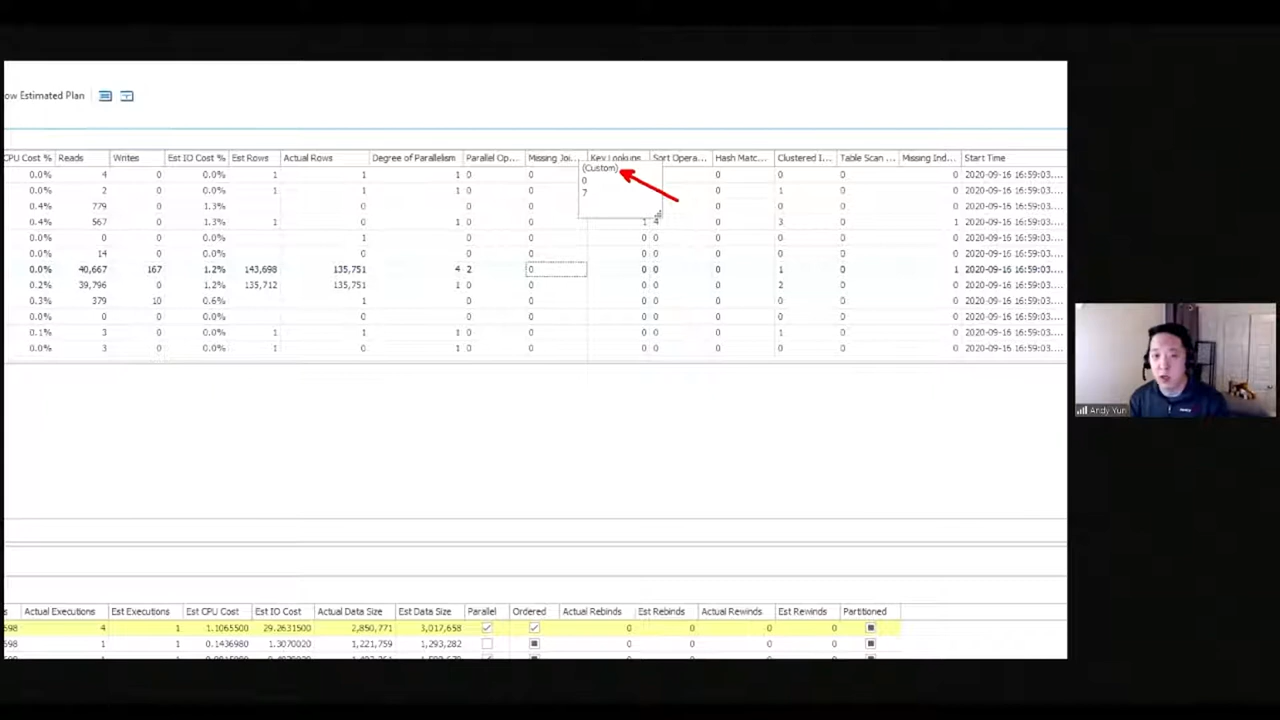 ow Estimated Plan
CPU Cost % Reads Writes Est IO Cost % Est Rows Actual Rows Degree of Parallelism Parallel Op... Missing Joi... Key Lookups Sort Opera... Hash Matc... Clustered I... Table Scan ... Missing Ind... Start Time
(Custom)
0.0% 4 0 0.0% 1 1 1 0 0 0 0 0 0 2020-09-16 16:59:03....
0
0.0% 2 0 0.0% 1 1 1 0 0 0 1 0 0 2020-09-16 16:59:03....
7
0.4% 779 0 1.3% 0 0 0 0 0 0 0 2020-09-16 16:59:03....
0.4% 567 0 1.3% 1 0 1 0 0 1 4 0 3 0 1 2020-09-16 16:59:03....
0.0% 0 0 0.0% 1 0 0 0 0 0 0 0 0 2020-09-16 16:59:03....
0.0% 14 0 0.0% 0 0 0 0 0 0 0 0 0 2020-09-16 16:59:03....
0.0% 40,667 167 1.2% 143,698 135,751 4 2 0 0 0 0 1 0 1 2020-09-16 16:59:03....
0.2% 39,796 0 1.2% 135,712 135,751 1 0 0 0 0 0 2 0 0 2020-09-16 16:59:03....
0.3% 379 10 0.6% 1 0 0 0 0 0 0 0 0 2020-09-16 16:59:03....
0.0% 0 0 0.0% 0 0 0 0 0 0 0 0 0 2020-09-16 16:59:03....
0.1% 3 0 0.0% 1 1 1 0 0 0 0 0 1 0 0 2020-09-16 16:59:03....
0.0% 3 0 0.0% 1 0 1 0 0 0 0 0 0 0 0 2020-09-16 16:59:03....
Andy Yun
s Actual Executions Est Executions Est CPU Cost Est IO Cost Actual Data Size Est Data Size Parallel Ordered Actual Rebinds Est Rebinds Actual Rewinds Est Rewinds Partitioned
598 4 1 1.1065500 29.2631500 2,850,771 3,017,658 0 0 0 0
598 1 1 0.1436980 1.3070020 1,221,759 1,293,282 0 0 0 0